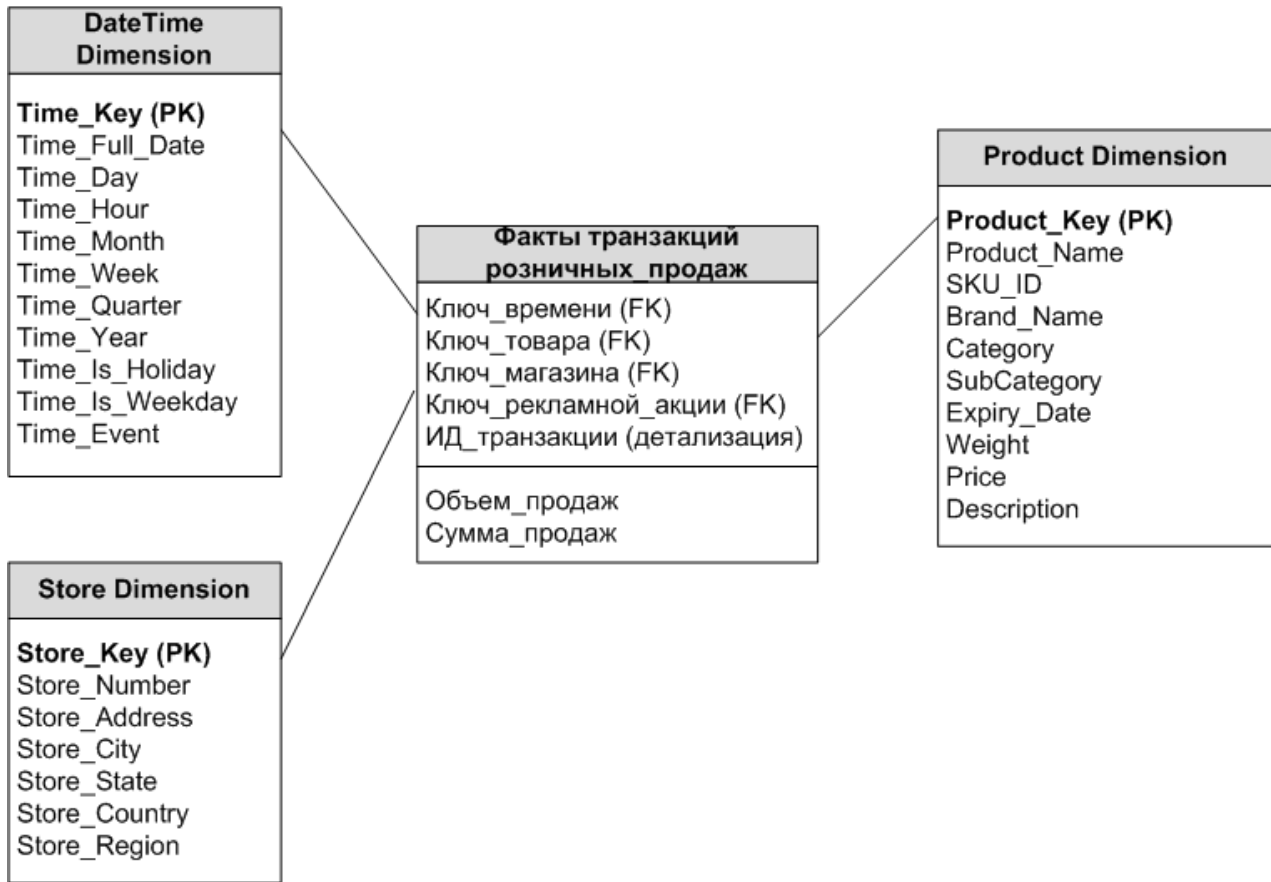 DateTime
Dimension
Time_Key (PK)
Time_Full_Date
Time_Day
Time_Hour
Time_Month
Time_Week
Time_Quarter
Time_Year
Time_Is_Holiday
Time_Is_Weekday
Time_Event
Факты транзакций
розничных_продаж
Ключ_времени (FK)
Ключ_товара (FK)
Ключ_магазина (FK)
Ключ_рекламной_акции (FK)
ИД_транзакции (детализация)
Объем_продаж
Сумма_продаж
Product Dimension
Product_Key (PK)
Product_Name
SKU_ID
Brand_Name
Category
SubCategory
Expiry_Date
Weight
Price
Description
Store Dimension
Store_Key (PK)
Store_Number
Store_Address
Store_City
Store_State
Store_Country
Store_Region